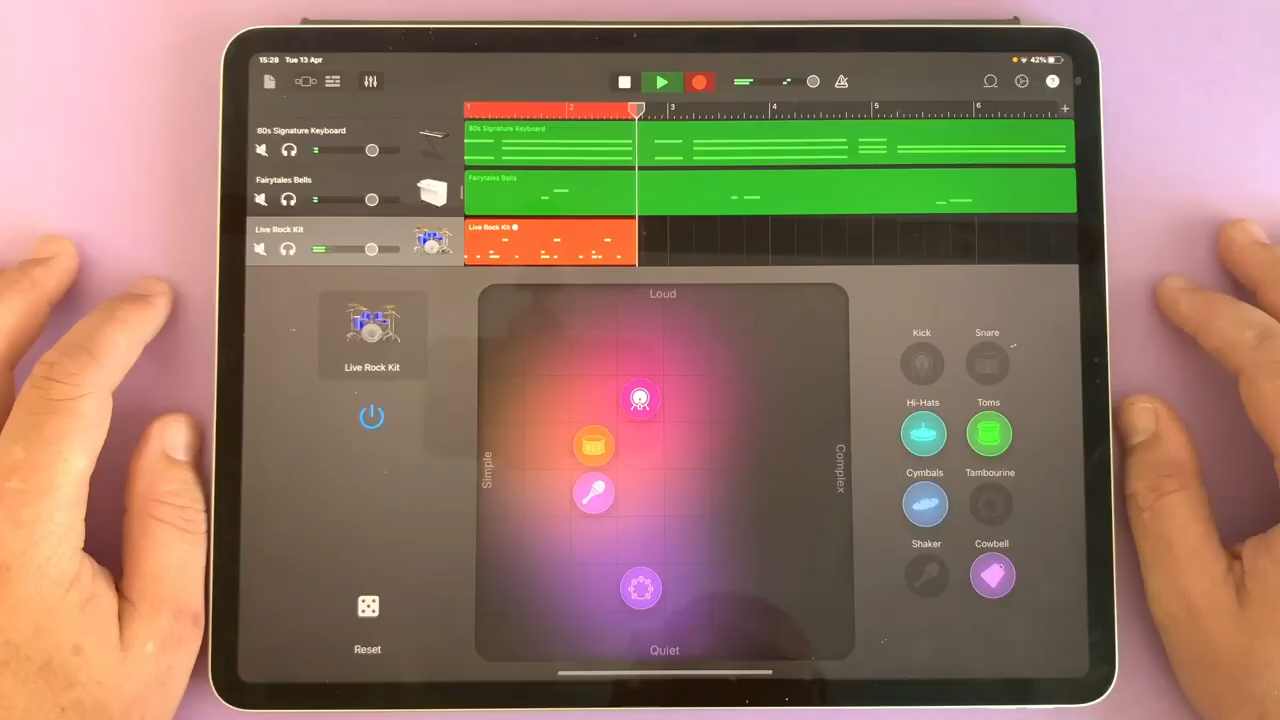 15:28 Tue 13 Apr
42%
1 2 3 4 5 6 +
80s Signature Keyboard
80s Signature Keyboard
Fairytales Bells
Fairytales Bells
Live Rock Kit
Live Rock Kit
Loud
Kick Snare
Live Rock Kit
Hi-Hats Toms
Simple
Complex
Cymbals Tambourine
Shaker Cowbell
Reset
Quiet